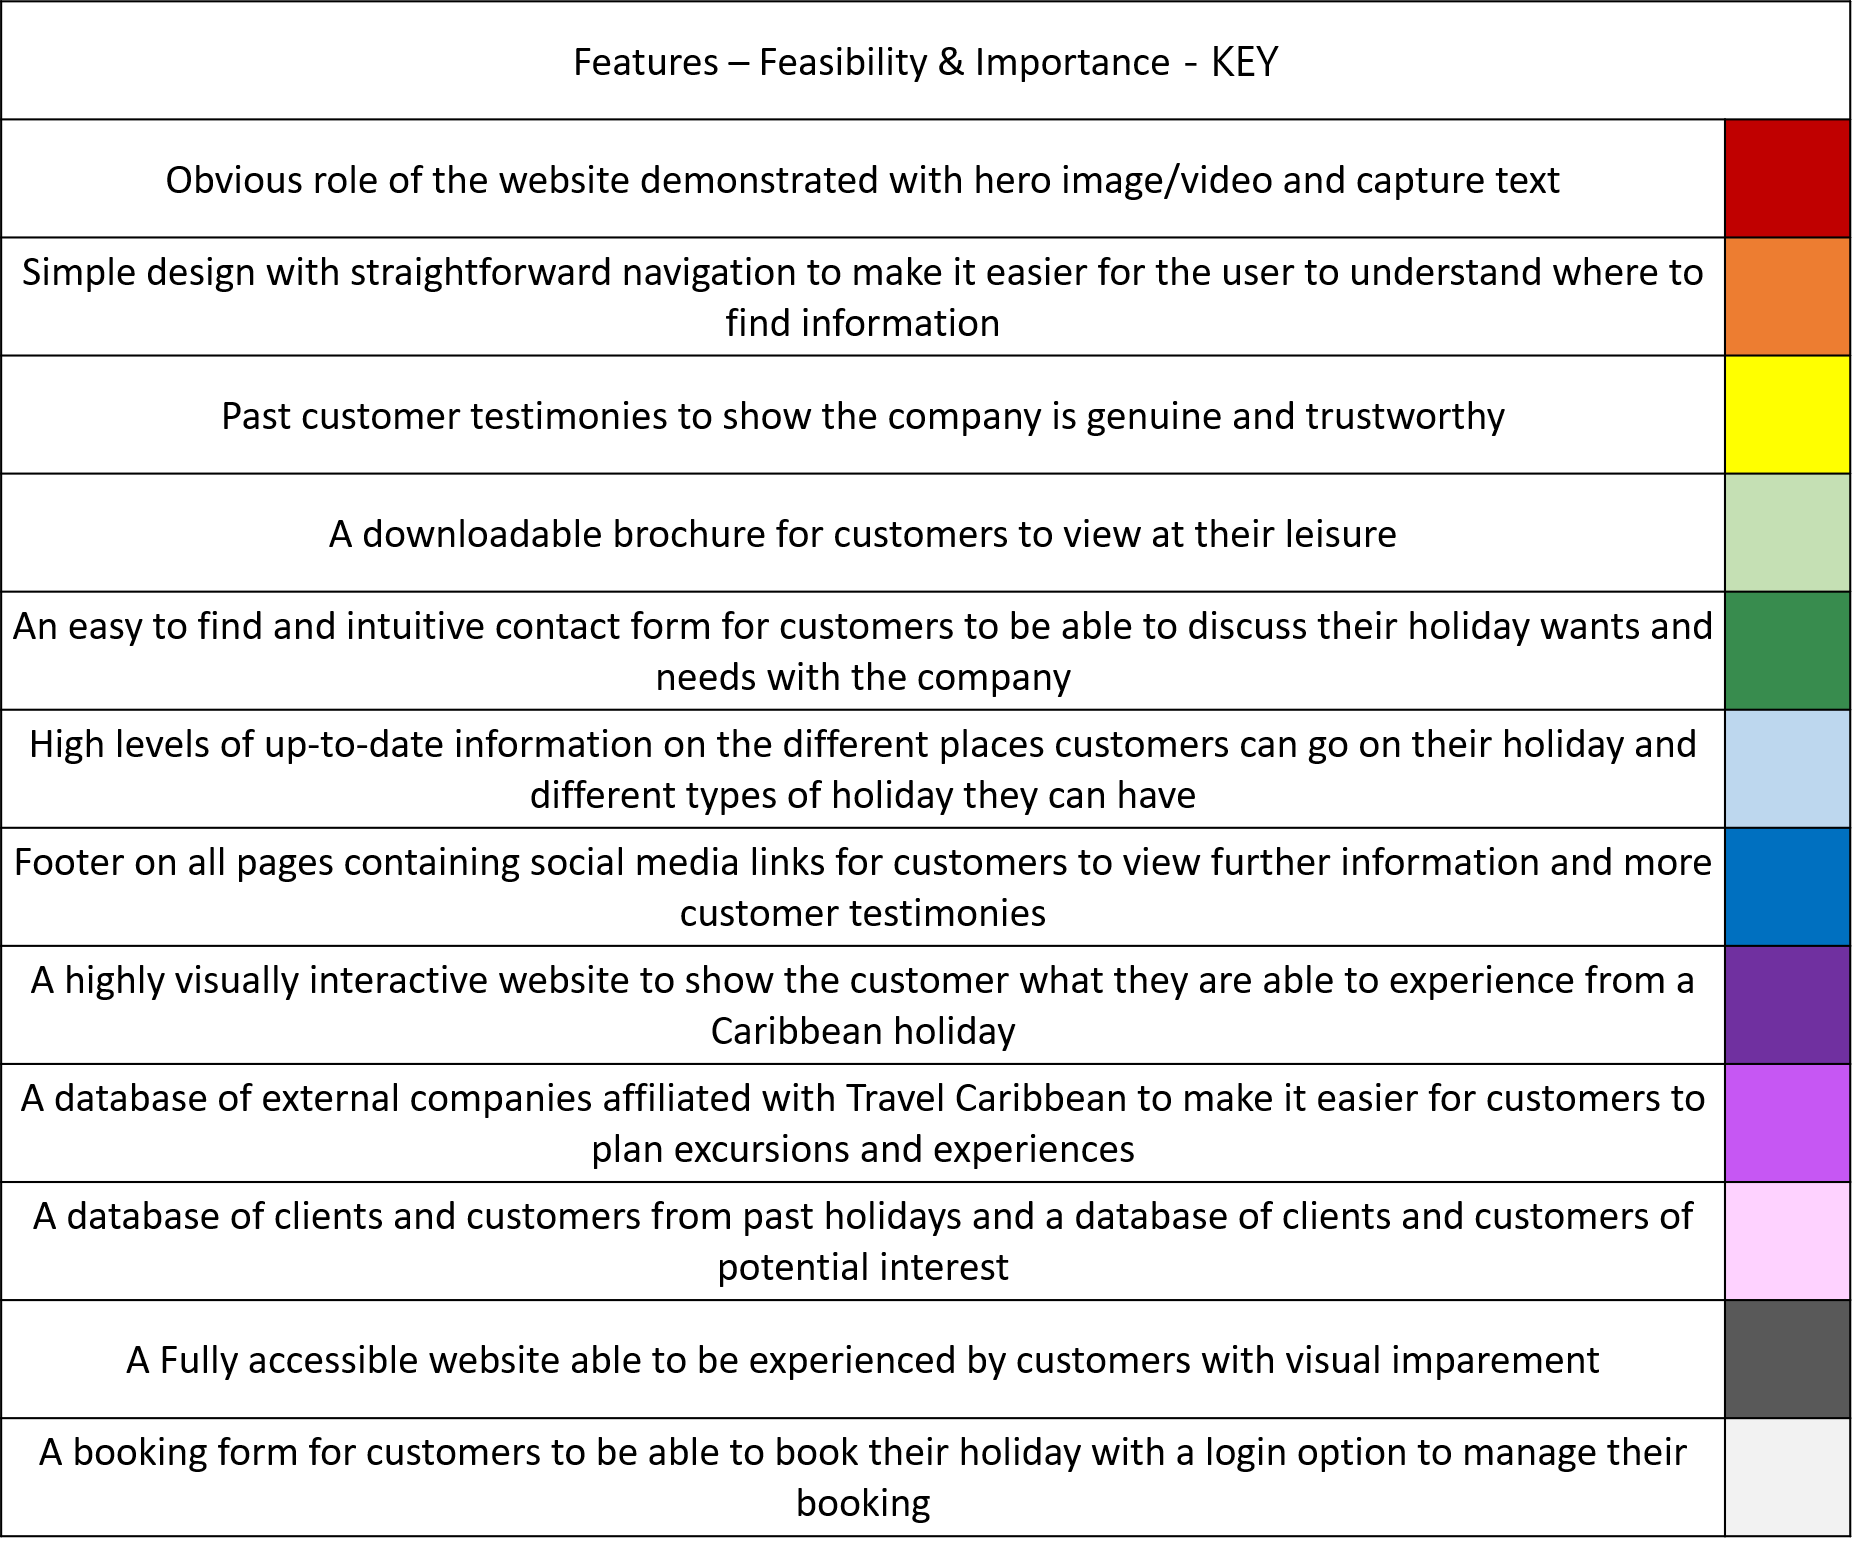 Features – Feasibility & Importance - KEY
Obvious role of the website demonstrated with hero image/video and capture text
Simple design with straightforward navigation to make it easier for the user to understand where to
find information
Past customer testimonies to show the company is genuine and trustworthy
A downloadable brochure for customers to view at their leisure
An easy to find and intuitive contact form for customers to be able to discuss their holiday wants and
needs with the company
High levels of up-to-date information on the different places customers can go on their holiday and
different types of holiday they can have
Footer on all pages containing social media links for customers to view further information and more
customer testimonies
A highly visually interactive website to show the customer what they are able to experience from a
Caribbean holiday
A database of external companies affiliated with Travel Caribbean to make it easier for customers to
plan excursions and experiences
A database of clients and customers from past holidays and a database of clients and customers of
potential interest
A Fully accessible website able to be experienced by customers with visual imparement
A booking form for customers to be able to book their holiday with a login option to manage their
booking